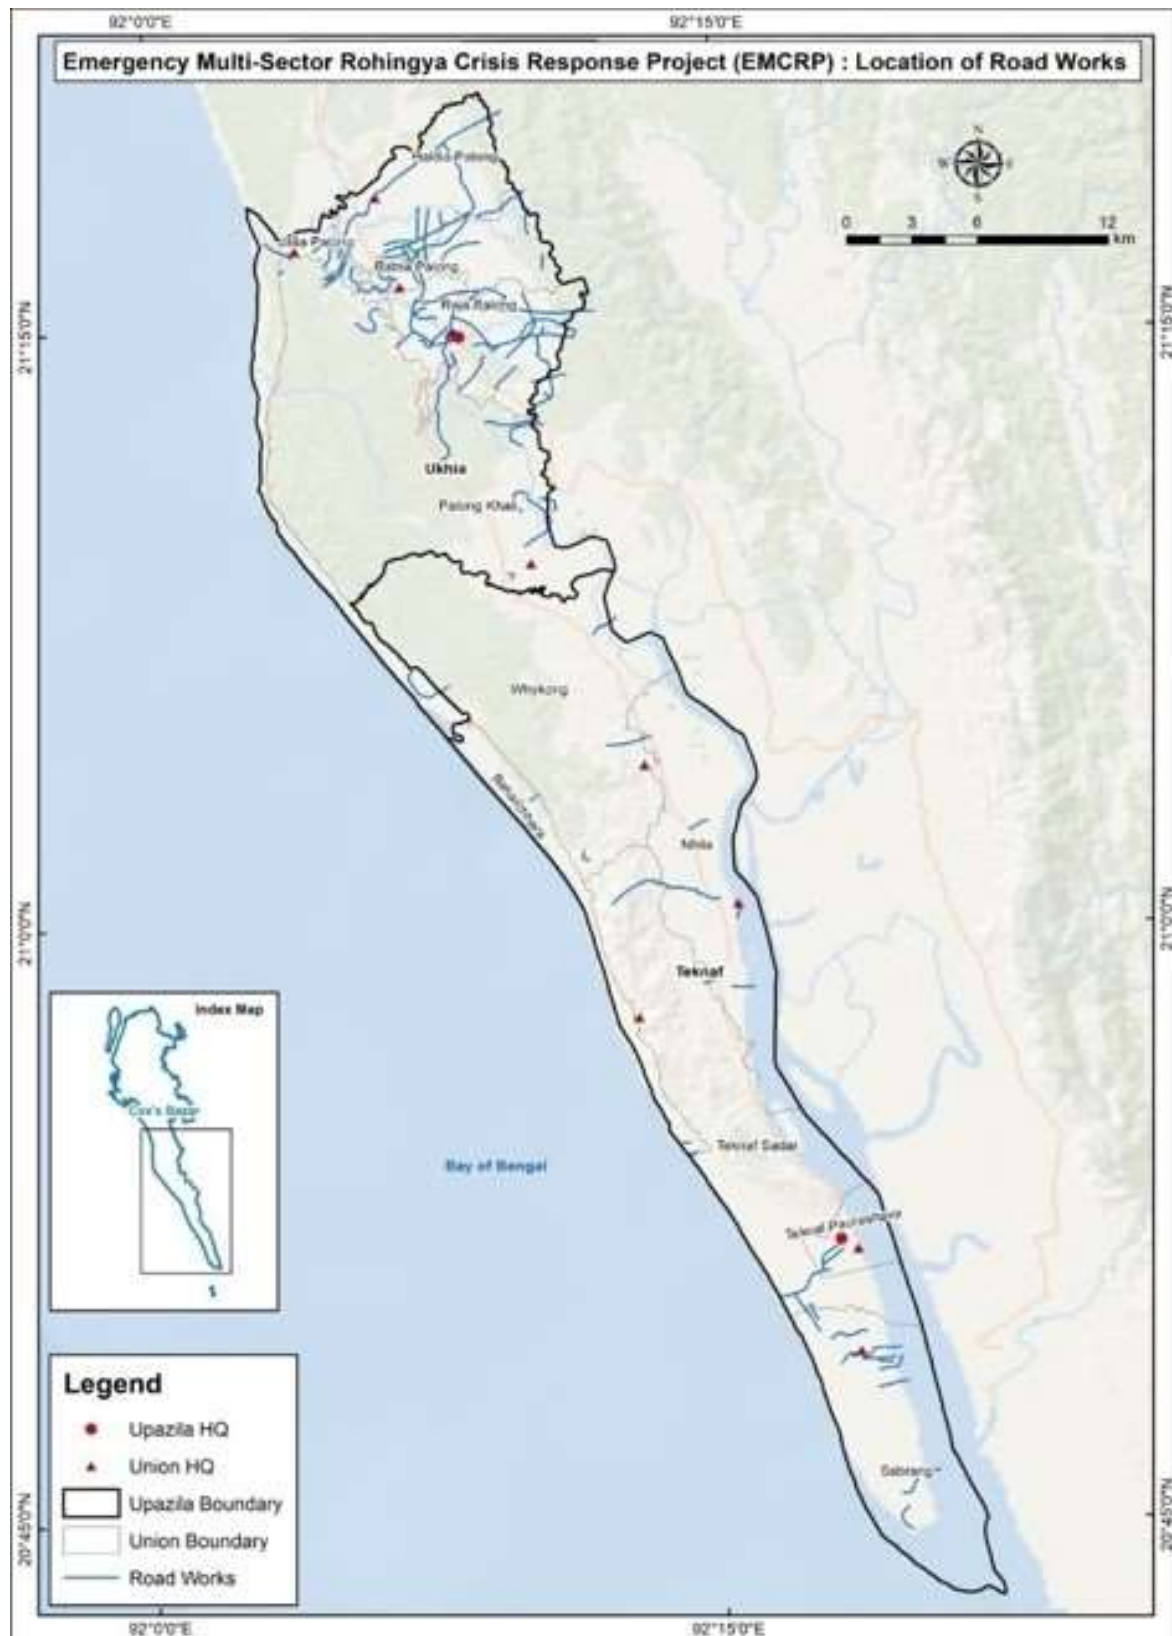 92°0'0"E
92°15'0"E
Emergency Multi-Sector Rohingya Crisis Response Project (EMCRP) : Location of Road Works
N
W
E
S
0 3 6 12
km
21°15'0"N
21°15'0"N
Raja Palong
Ukhia
Palong Khali
Whykong
Nhila
21°0'0"N
21°0'0"N
Teknaf
Index Map
Cox's Bazar
Teknaf Sadar
Bay of Bengal
Teknaf Paurashava
Legend
Upazila HQ
Union HQ
Upazila Boundary
Union Boundary
Road Works
Sabrang
20°45'0"N
20°45'0"N
92°0'0"E
92°15'0"E